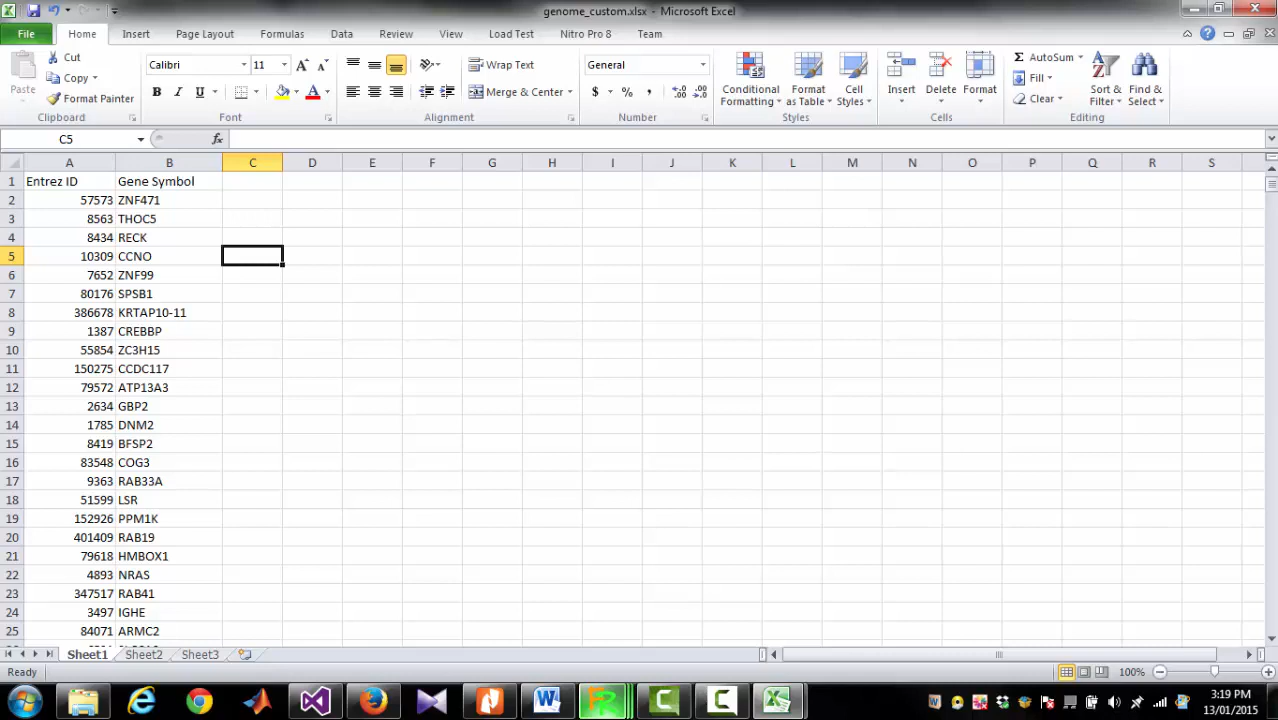 genome_custom.xlsx - Microsoft Excel
File Home Insert Page Layout Formulas Data Review View Load Test Nitro Pro 8 Team
Paste
Cut
Copy
Format Painter
Clipboard
Calibri 11
B I U
Font
Wrap Text
Merge & Center
Alignment
General
$ % ,
Number
Conditional Formatting
Format as Table
Cell Styles
Styles
Insert
Delete
Format
Cells
Σ AutoSum
Fill
Clear
Sort & Filter
Find & Select
Editing
C5 fx
A B C D E F G H I J K L M N O P Q R S
1 Entrez ID Gene Symbol
2 57573 ZNF471
3 8563 THOC5
4 8434 RECK
5 10309 CCNO
6 7652 ZNF99
7 80176 SPSB1
8 386678 KRTAP10-11
9 1387 CREBBP
10 55854 ZC3H15
11 150275 CCDC117
12 79572 ATP13A3
13 2634 GBP2
14 1785 DNM2
15 8419 BFSP2
16 83548 COG3
17 9363 RAB33A
18 51599 LSR
19 152926 PPM1K
20 401409 RAB19
21 79618 HMBOX1
22 4893 NRAS
23 347517 RAB41
24 3497 IGHE
25 84071 ARMC2
Sheet1 Sheet2 Sheet3
Ready 100%
3:19 PM
13/01/2015